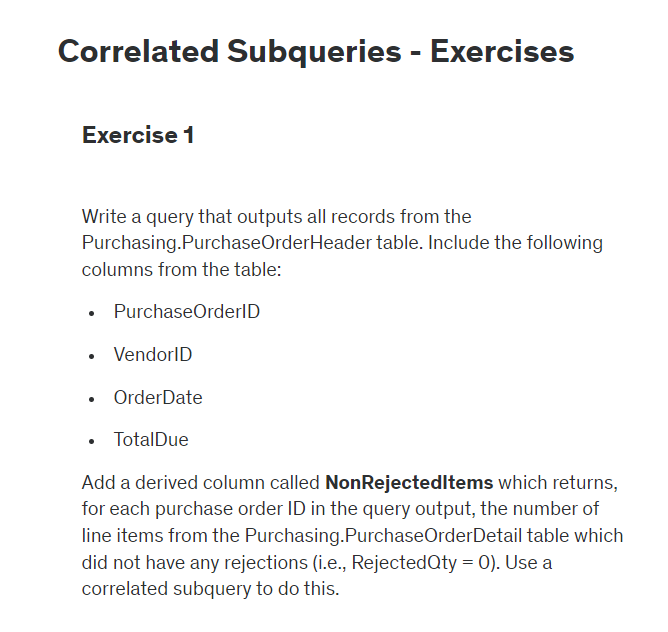 Correlated Subqueries - Exercises
Exercise 1
Write a query that outputs all records from the
Purchasing.PurchaseOrderHeader table. Include the following
columns from the table:
• PurchaseOrderID
• VendorID
• OrderDate
• TotalDue
Add a derived column called NonRejectedItems which returns,
for each purchase order ID in the query output, the number of
line items from the Purchasing.PurchaseOrderDetail table which
did not have any rejections (i.e., RejectedQty = 0). Use a
correlated subquery to do this.